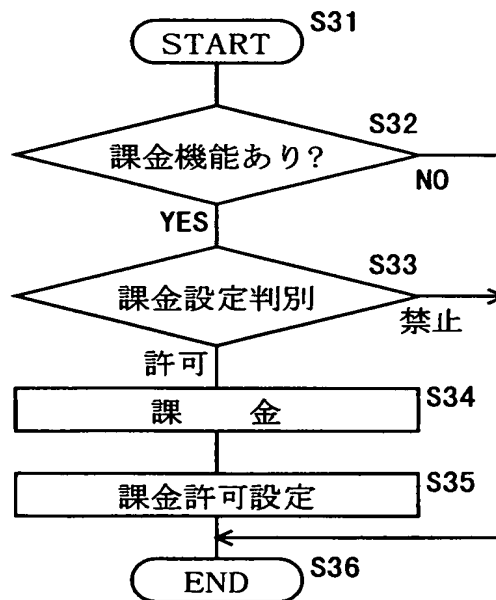 START S31
課金機能あり? S32
NO
YES
課金設定判別 S33
禁止
許可
課 金 S34
課金許可設定 S35
END S36